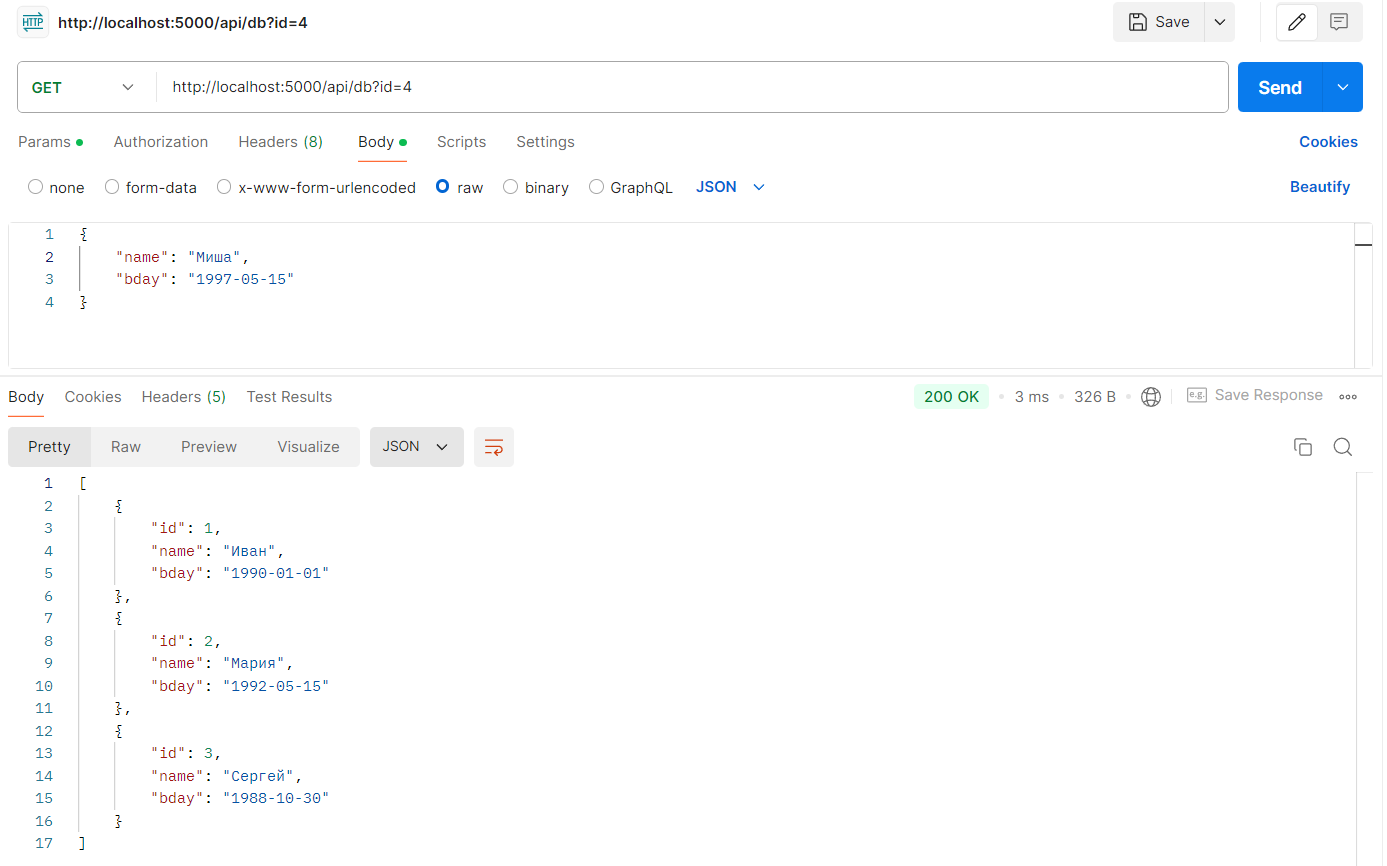 HTTP http://localhost:5000/api/db?id=4 Save
GET http://localhost:5000/api/db?id=4 Send
Params Authorization Headers (8) Body Scripts Settings Cookies
none form-data x-www-form-urlencoded raw binary GraphQL JSON Beautify
1 {
2 "name": "Миша",
3 "bday": "1997-05-15"
4 }
Body Cookies Headers (5) Test Results 200 OK 3 ms 326 B e.g. Save Response
Pretty Raw Preview Visualize JSON
1 [
2 {
3 "id": 1,
4 "name": "Иван",
5 "bday": "1990-01-01"
6 },
7 {
8 "id": 2,
9 "name": "Мария",
10 "bday": "1992-05-15"
11 },
12 {
13 "id": 3,
14 "name": "Сергей",
15 "bday": "1988-10-30"
16 }
17 ]